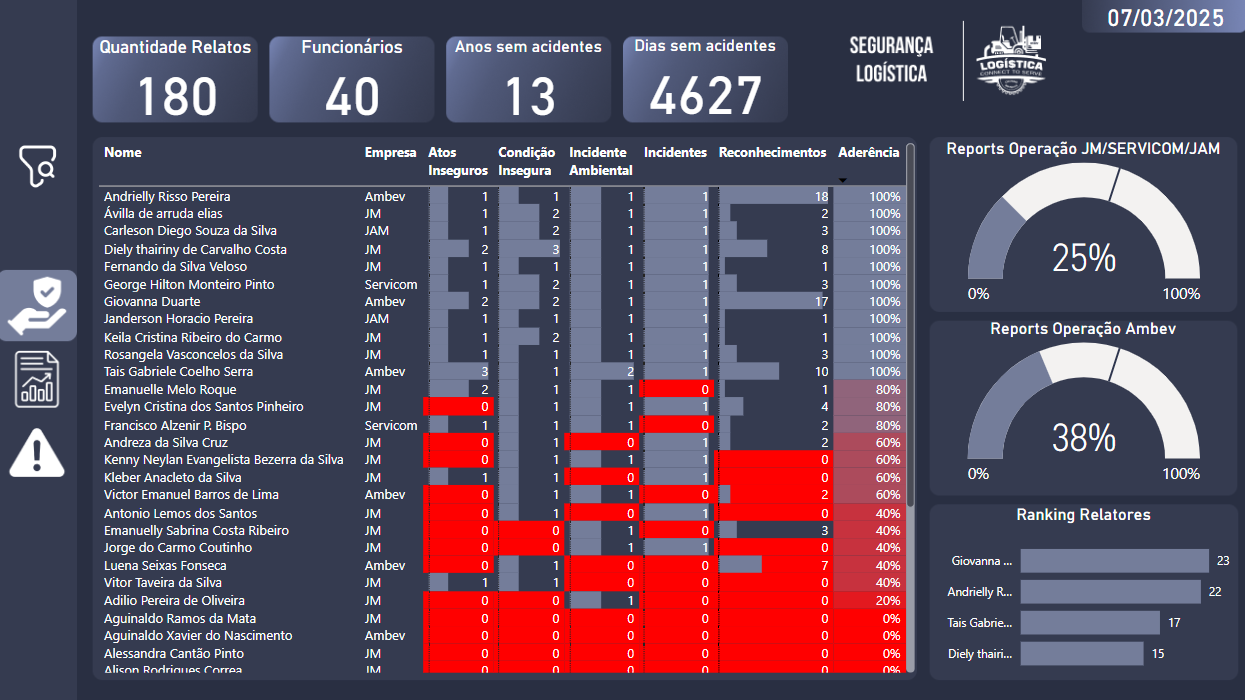 07/03/2025
Quantidade Relatos
180
Funcionários
40
Anos sem acidentes
13
Dias sem acidentes
4627
SEGURANÇA
LOGÍSTICA
LOGÍSTICA
CONNECT TO SERVE
Nome Empresa Atos Inseguros Condição Insegura Incidente Ambiental Incidentes Reconhecimentos Aderência
Andrielly Risso Pereira Ambev 1 1 1 1 18 100%
Ávilla de arruda elias JM 1 2 1 1 2 100%
Carleson Diego Souza da Silva JAM 1 2 1 1 3 100%
Diely thairiny de Carvalho Costa JM 2 3 1 1 8 100%
Fernando da Silva Veloso JM 1 1 1 1 1 100%
George Hilton Monteiro Pinto Servicom 1 2 1 1 3 100%
Giovanna Duarte Ambev 2 2 1 1 17 100%
Janderson Horacio Pereira JAM 1 1 1 1 1 100%
Keila Cristina Ribeiro do Carmo JM 1 2 1 1 1 100%
Rosangela Vasconcelos da Silva JM 1 1 1 1 3 100%
Tais Gabriele Coelho Serra Ambev 3 1 2 1 10 100%
Emanuelle Melo Roque JM 2 1 1 0 1 80%
Evelyn Cristina dos Santos Pinheiro JM 0 1 1 1 4 80%
Francisco Alzenir P. Bispo Servicom 1 1 1 0 2 80%
Andreza da Silva Cruz JM 0 1 0 1 2 60%
Kenny Neylan Evangelista Bezerra da Silva JM 0 1 1 1 0 60%
Kleber Anacleto da Silva JM 1 1 0 1 0 60%
Victor Emanuel Barros de Lima Ambev 0 1 1 0 2 60%
Antonio Lemos dos Santos JM 0 1 0 1 0 40%
Emanuelly Sabrina Costa Ribeiro JM 0 0 1 0 3 40%
Jorge do Carmo Coutinho JM 0 0 1 1 0 40%
Luena Seixas Fonseca Ambev 0 1 0 0 7 40%
Vitor Taveira da Silva JM 1 1 0 0 0 40%
Adilio Pereira de Oliveira JM 0 0 1 0 0 20%
Aguinaldo Ramos da Mata JM 0 0 0 0 0 0%
Aguinaldo Xavier do Nascimento Ambev 0 0 0 0 0 0%
Alessandra Cantão Pinto JM 0 0 0 0 0 0%
Alison Rodrigues Correa JM 0 0 0 0 0 0%
Reports Operação JM/SERVICOM/JAM
25%
0% 100%
Reports Operação Ambev
38%
0% 100%
Ranking Relatores
Giovanna ... 23
Andrielly R... 22
Tais Gabrie... 17
Diely thairi... 15